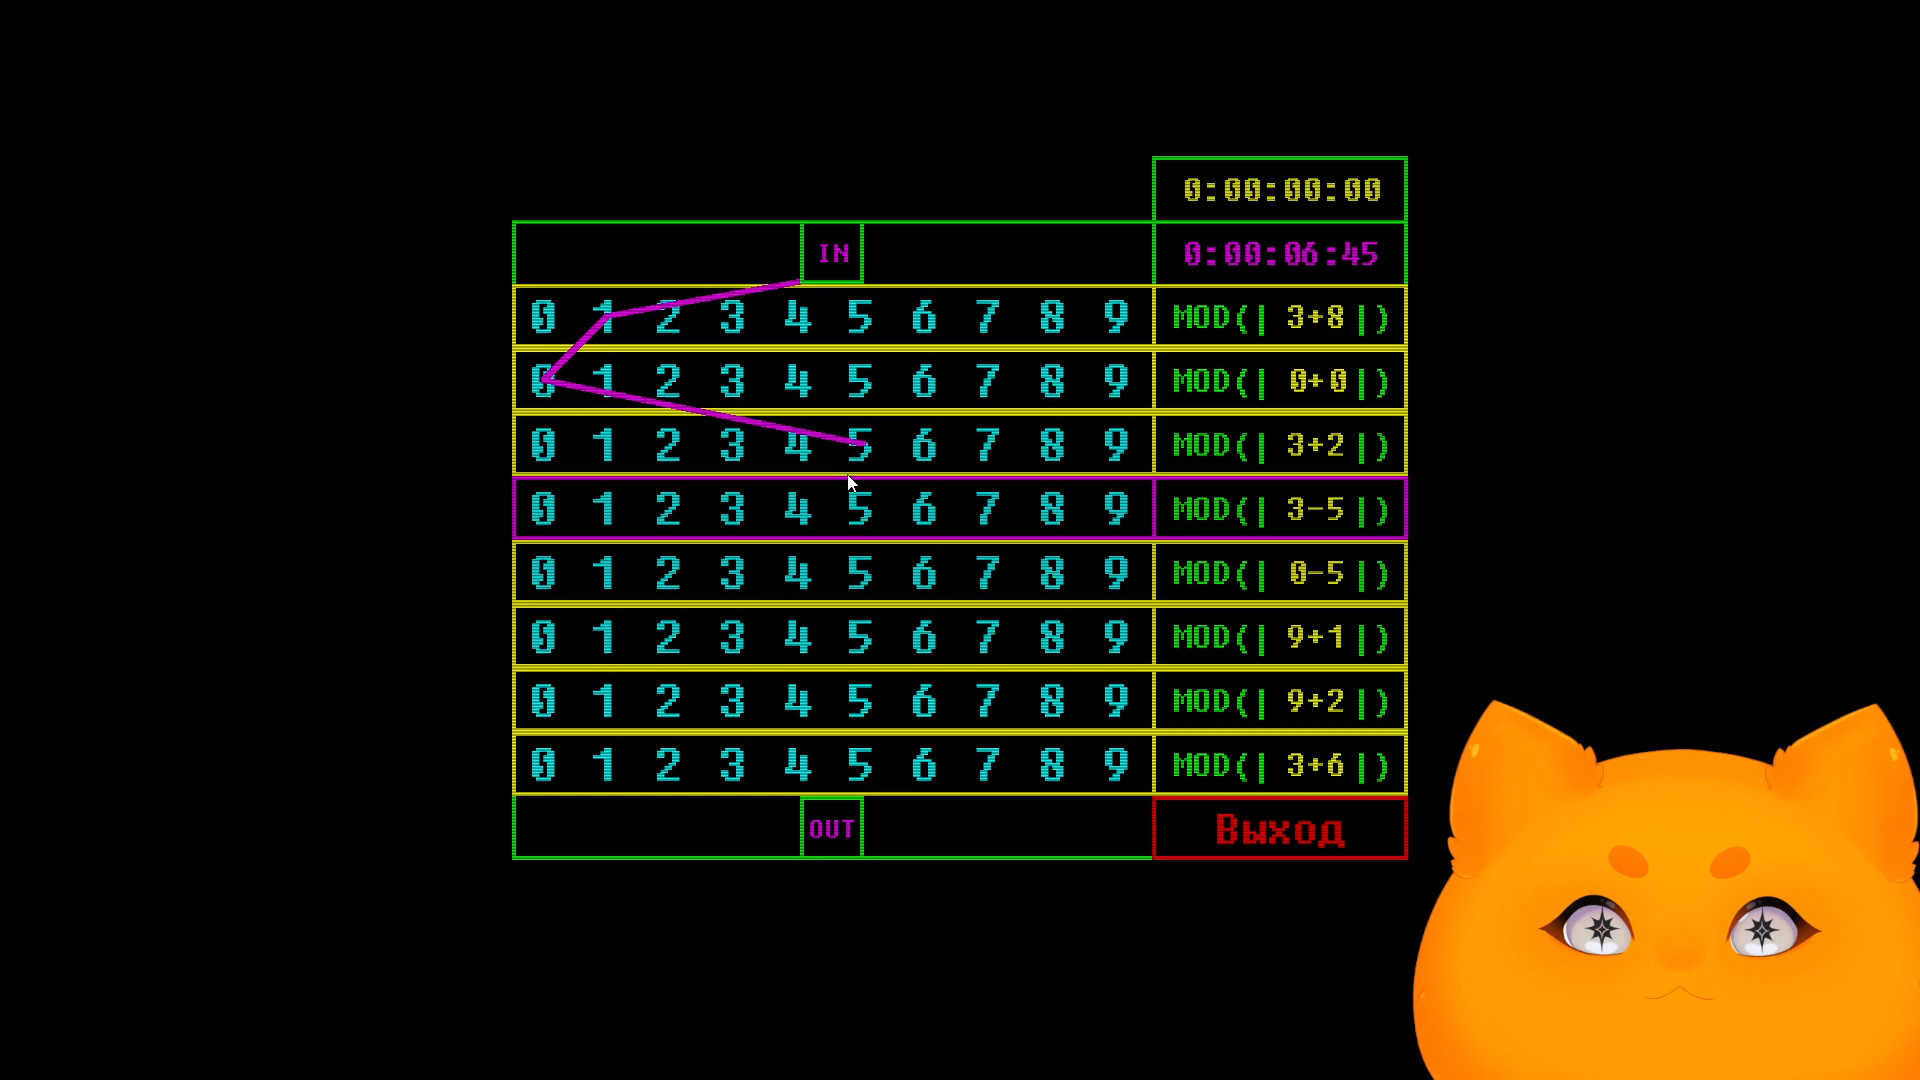 0:00:00:00
IN 0:00:06:45
0 1 2 3 4 5 6 7 8 9 MOD(| 3+8 |)
0 1 2 3 4 5 6 7 8 9 MOD(| 0+0 |)
0 1 2 3 4 5 6 7 8 9 MOD(| 3+2 |)
0 1 2 3 4 5 6 7 8 9 MOD(| 3-5 |)
0 1 2 3 4 5 6 7 8 9 MOD(| 0-5 |)
0 1 2 3 4 5 6 7 8 9 MOD(| 9+1 |)
0 1 2 3 4 5 6 7 8 9 MOD(| 9+2 |)
0 1 2 3 4 5 6 7 8 9 MOD(| 3+6 |)
OUT Выход